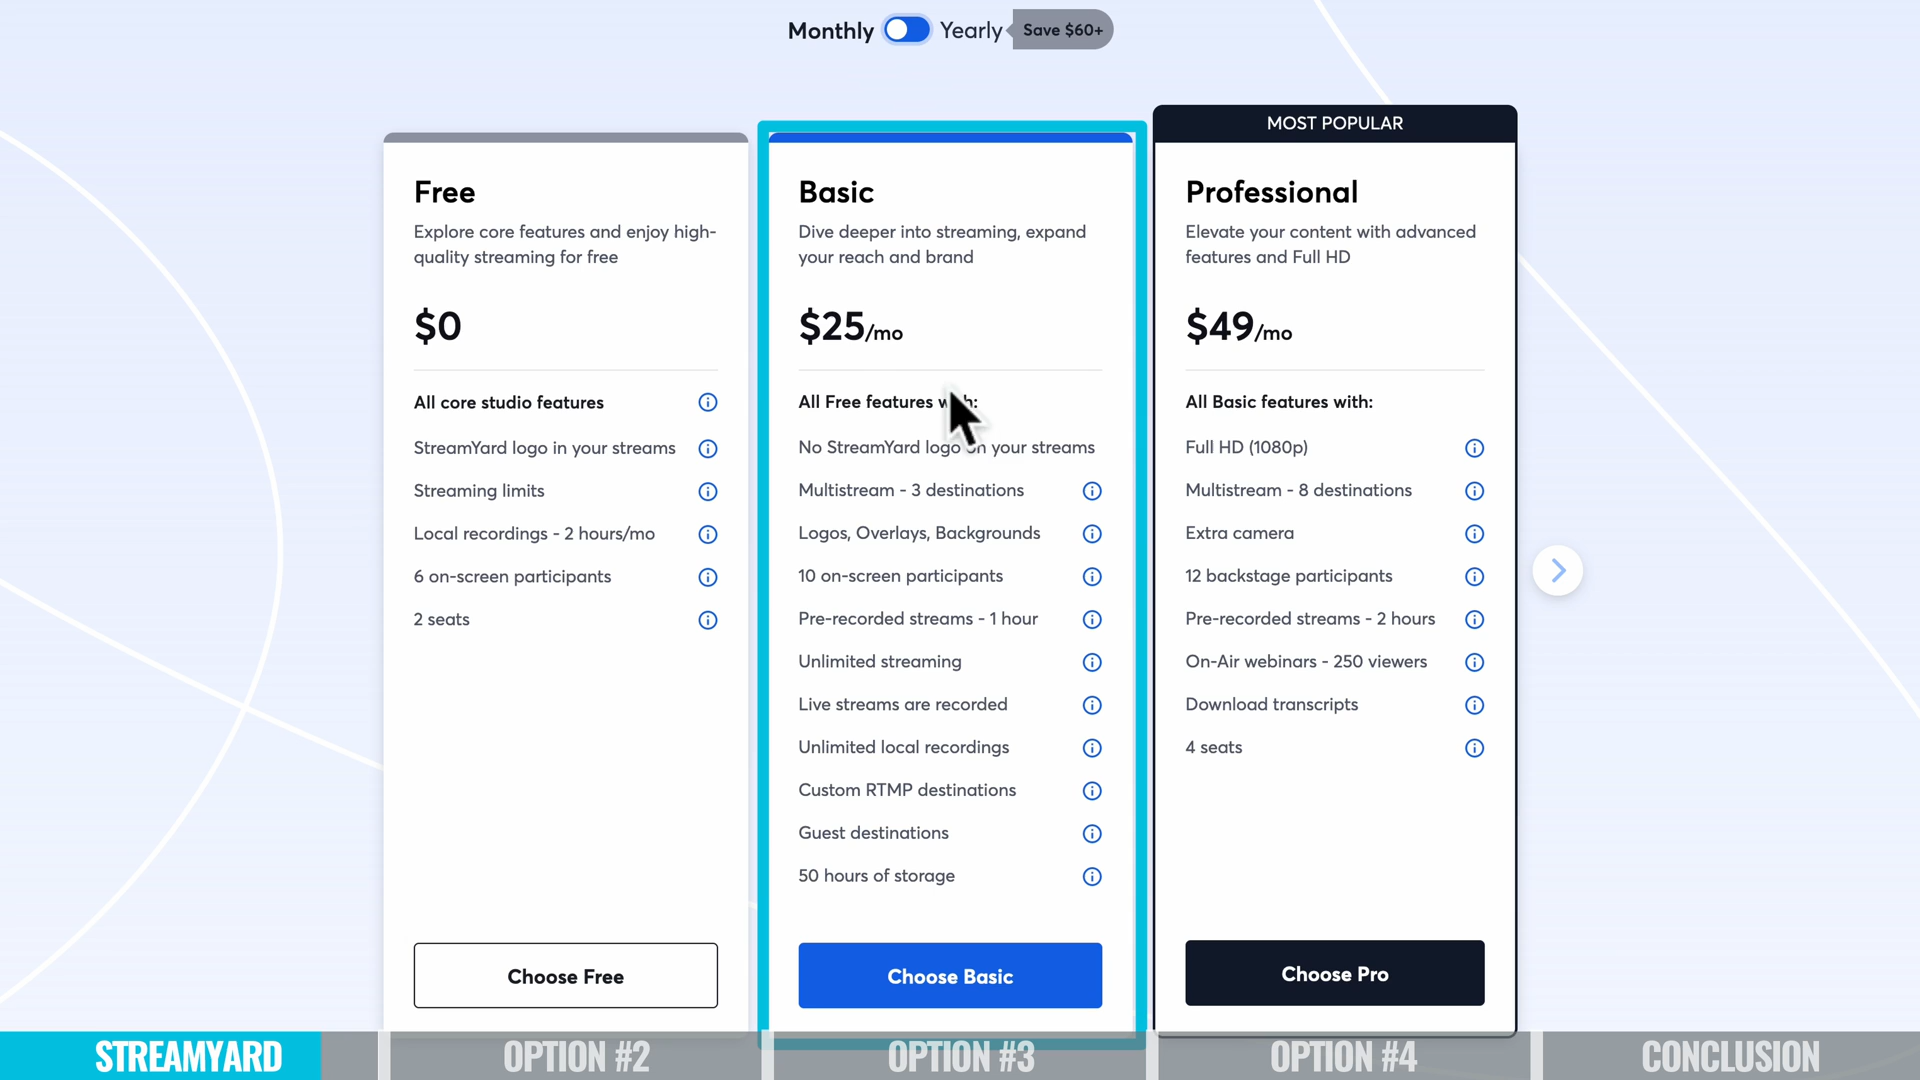 Monthly
Yearly
Save $60+
Free
Explore core features and enjoy high-
quality streaming for free
$0
All core studio features
StreamYard logo in your streams
Streaming limits
Local recordings - 2 hours/mo
6 on-screen participants
2 seats
Choose Free
Basic
Dive deeper into streaming, expand
your reach and brand
$25/mo
All Free features with:
No StreamYard logo on your streams
Multistream - 3 destinations
Logos, Overlays, Backgrounds
10 on-screen participants
Pre-recorded streams - 1 hour
Unlimited streaming
Live streams are recorded
Unlimited local recordings
Custom RTMP destinations
Guest destinations
50 hours of storage
Choose Basic
MOST POPULAR
Professional
Elevate your content with advanced
features and Full HD
$49/mo
All Basic features with:
Full HD (1080p)
Multistream - 8 destinations
Extra camera
12 backstage participants
Pre-recorded streams - 2 hours
On-Air webinars - 250 viewers
Download transcripts
4 seats
Choose Pro
STREAMYARD
OPTION #2
OPTION #3
OPTION #4
CONCLUSION